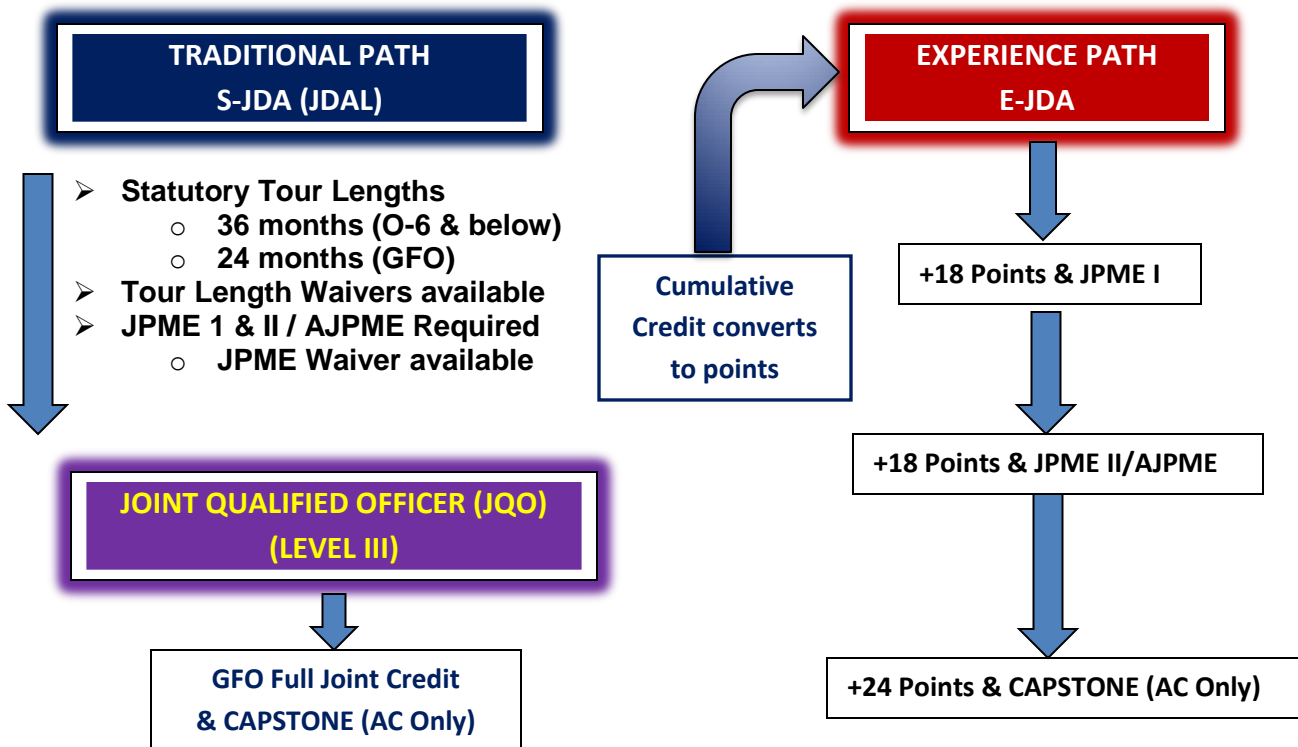 TRADITIONAL PATH
S-JDA (JDAL)
➢ Statutory Tour Lengths
o 36 months (O-6 & below)
o 24 months (GFO)
➢ Tour Length Waivers available
➢ JPME 1 & II / AJPME Required
o JPME Waiver available
JOINT QUALIFIED OFFICER (JQO)
(LEVEL III)
GFO Full Joint Credit
& CAPSTONE (AC Only)
Cumulative
Credit converts
to points
EXPERIENCE PATH
E-JDA
+18 Points & JPME I
+18 Points & JPME II/AJPME
+24 Points & CAPSTONE (AC Only)